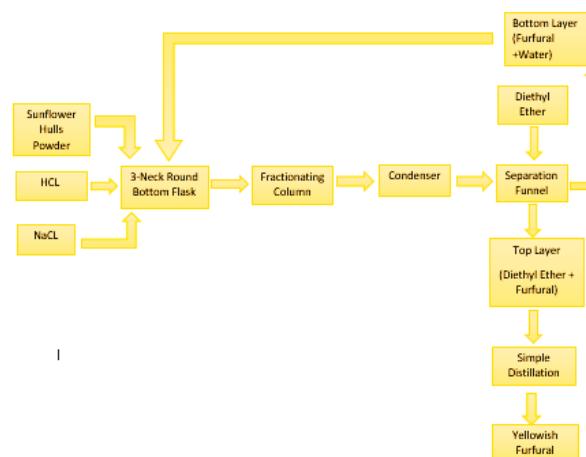 Bottom Layer
(Furfural
+Water)
Sunflower
Hulls
Powder
Diethyl
Ether
HCL
3-Neck Round
Bottom Flask
Fractionating
Column
Condenser
Separation
Funnel
NaCL
Top Layer
(Diethyl Ether +
Furfural)
Simple
Distillation
Yellowish
Furfural